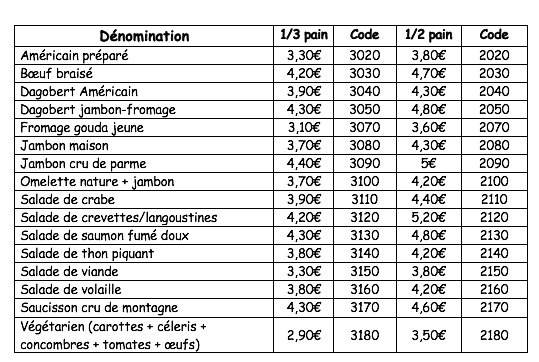 Dénomination 1/3 pain Code 1/2 pain Code
Américain préparé 3,30€ 3020 3,80€ 2020
Bœuf braisé 4,20€ 3030 4,70€ 2030
Dagobert Américain 3,90€ 3040 4,30€ 2040
Dagobert jambon-fromage 4,30€ 3050 4,80€ 2050
Fromage gouda jeune 3,10€ 3070 3,60€ 2070
Jambon maison 3,70€ 3080 4,30€ 2080
Jambon cru de parme 4,40€ 3090 5€ 2090
Omelette nature + jambon 3,70€ 3100 4,20€ 2100
Salade de crabe 3,90€ 3110 4,40€ 2110
Salade de crevettes/langoustines 4,20€ 3120 5,20€ 2120
Salade de saumon fumé doux 4,30€ 3130 4,80€ 2130
Salade de thon piquant 3,80€ 3140 4,20€ 2140
Salade de viande 3,30€ 3150 3,80€ 2150
Salade de volaille 3,80€ 3160 4,20€ 2160
Saucisson cru de montagne 4,30€ 3170 4,60€ 2170
Végétarien (carottes + céleris +
concombres + tomates + œufs) 2,90€ 3180 3,50€ 2180